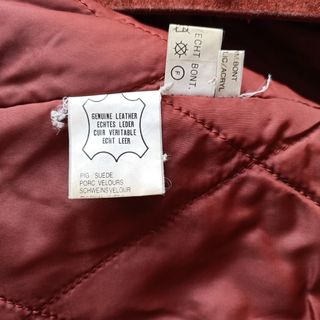 ECHT BONT.
F
BONT
GENUINE LEATHER
ECHTES LEDER
CUIR VERITABLE
ECHT LEER
PIG SUEDE
PORC VELOURS
SCHWEINSVELOUR